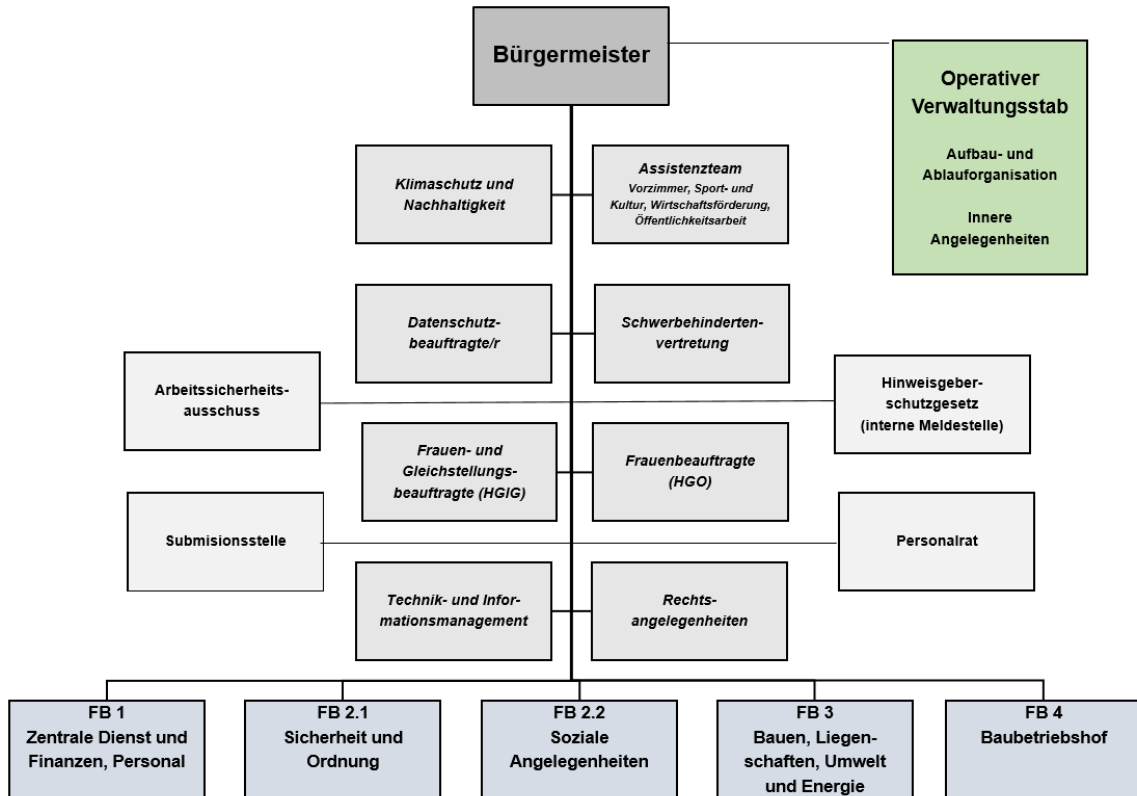 Bürgermeister
Operativer
Verwaltungsstab
Aufbau- und
Ablauforganisation
Innere
Angelegenheiten
Klimaschutz und
Nachhaltigkeit
Assistenzteam
Vorzimmer, Sport- und
Kultur, Wirtschaftsförderung,
Öffentlichkeitsarbeit
Datenschutz-
beauftragte/r
Schwerbehinderten-
vertretung
Arbeitssicherheits-
ausschuss
Hinweisgeber-
schutzgesetz
(interne Meldestelle)
Frauen- und
Gleichstellungs-
beauftragte (HGlG)
Frauenbeauftragte
(HGO)
Submisionsstelle
Personalrat
Technik- und Infor-
mationsmanagement
Rechts-
angelegenheiten
FB 1
Zentrale Dienst und
Finanzen, Personal
FB 2.1
Sicherheit und
Ordnung
FB 2.2
Soziale
Angelegenheiten
FB 3
Bauen, Liegen-
schaften, Umwelt
und Energie
FB 4
Baubetriebshof